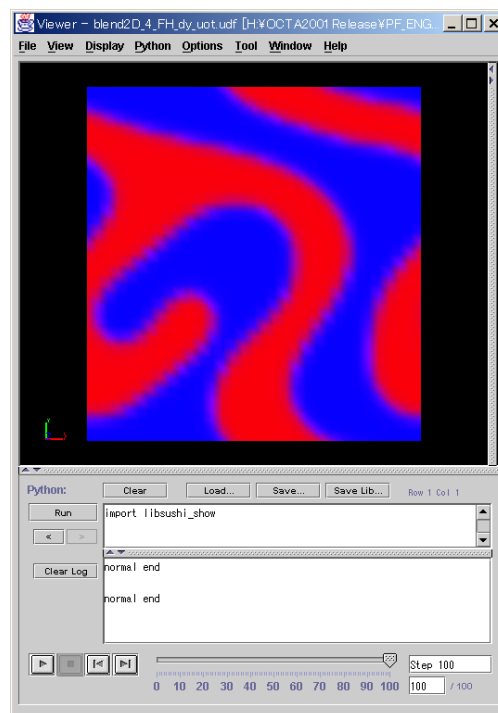 Viewer – blend2D_4_FH_dy_uot.udf [H:¥OCTA2001 Release¥PF_ENG...
File View Display Python Options Tool Window Help
Python:
Clear
Load...
Save...
Save Lib...
Row 1 Col 1
Run
import libsushi_show
«
»
Clear Log
normal end
normal end
Step 100
0 10 20 30 40 50 60 70 80 90 100
100
/ 100